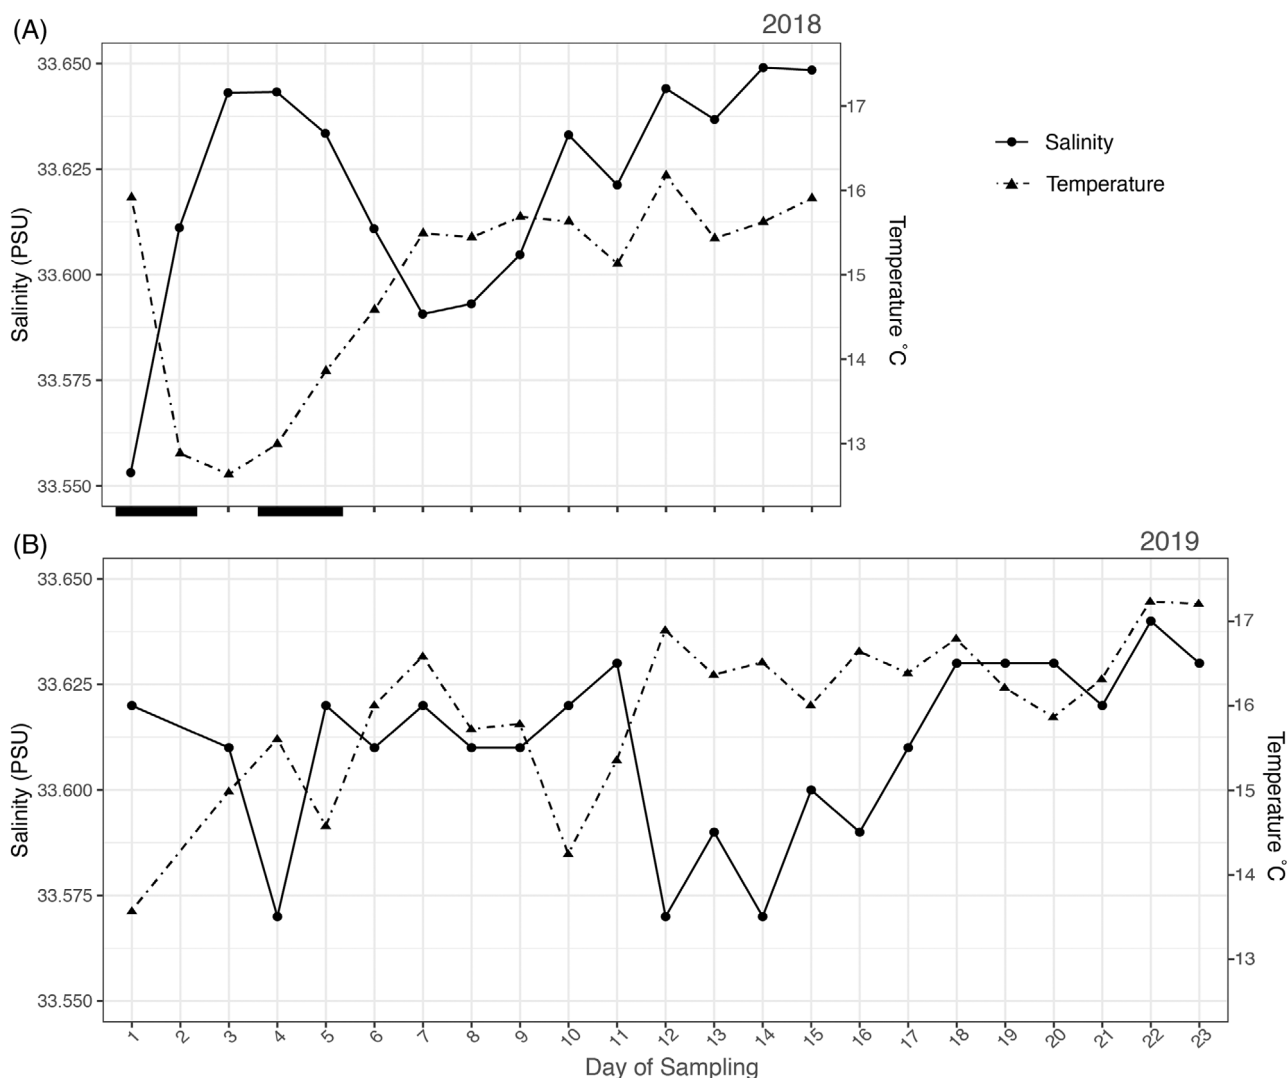 (A)
2018
33.650
33.625
33.600
33.575
33.550
Salinity (PSU)
17
16
15
14
13
Temperature °C
Salinity
Temperature
(B)
2019
33.650
33.625
33.600
33.575
33.550
Salinity (PSU)
17
16
15
14
13
Temperature °C
1 2 3 4 5 6 7 8 9 10 11 12 13 14 15 16 17 18 19 20 21 22 23
Day of Sampling